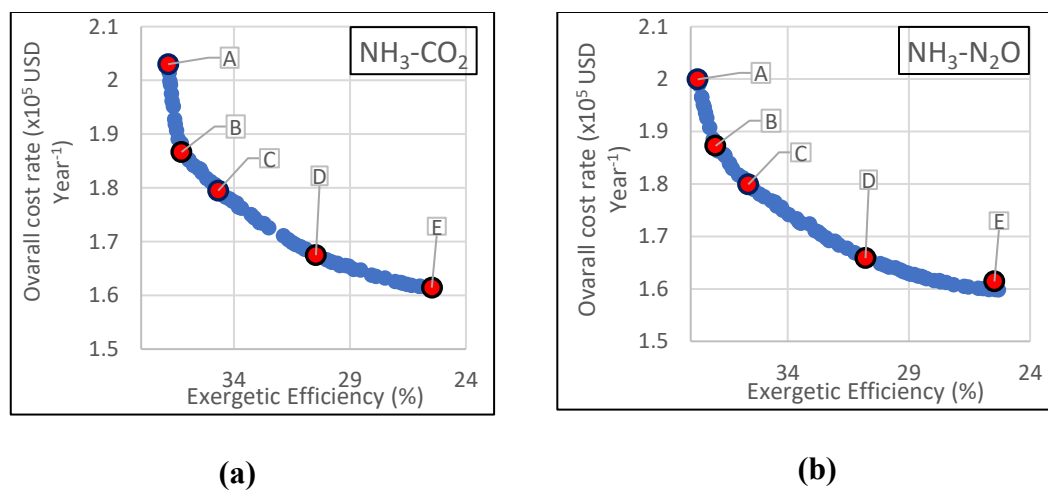 2.1
2
1.9
1.8
1.7
1.6
1.5
Ovarall cost rate (x10⁵ USD
Year⁻¹)
NH₃-CO₂
A
B
C
D
E
34
29
24
Exergetic Efficiency (%)
(a)
2.1
2
1.9
1.8
1.7
1.6
1.5
Overall cost rate (x10⁵ USD
Year⁻¹)
NH₃-N₂O
A
B
C
D
E
34
29
24
Exergetic Efficiency (%)
(b)